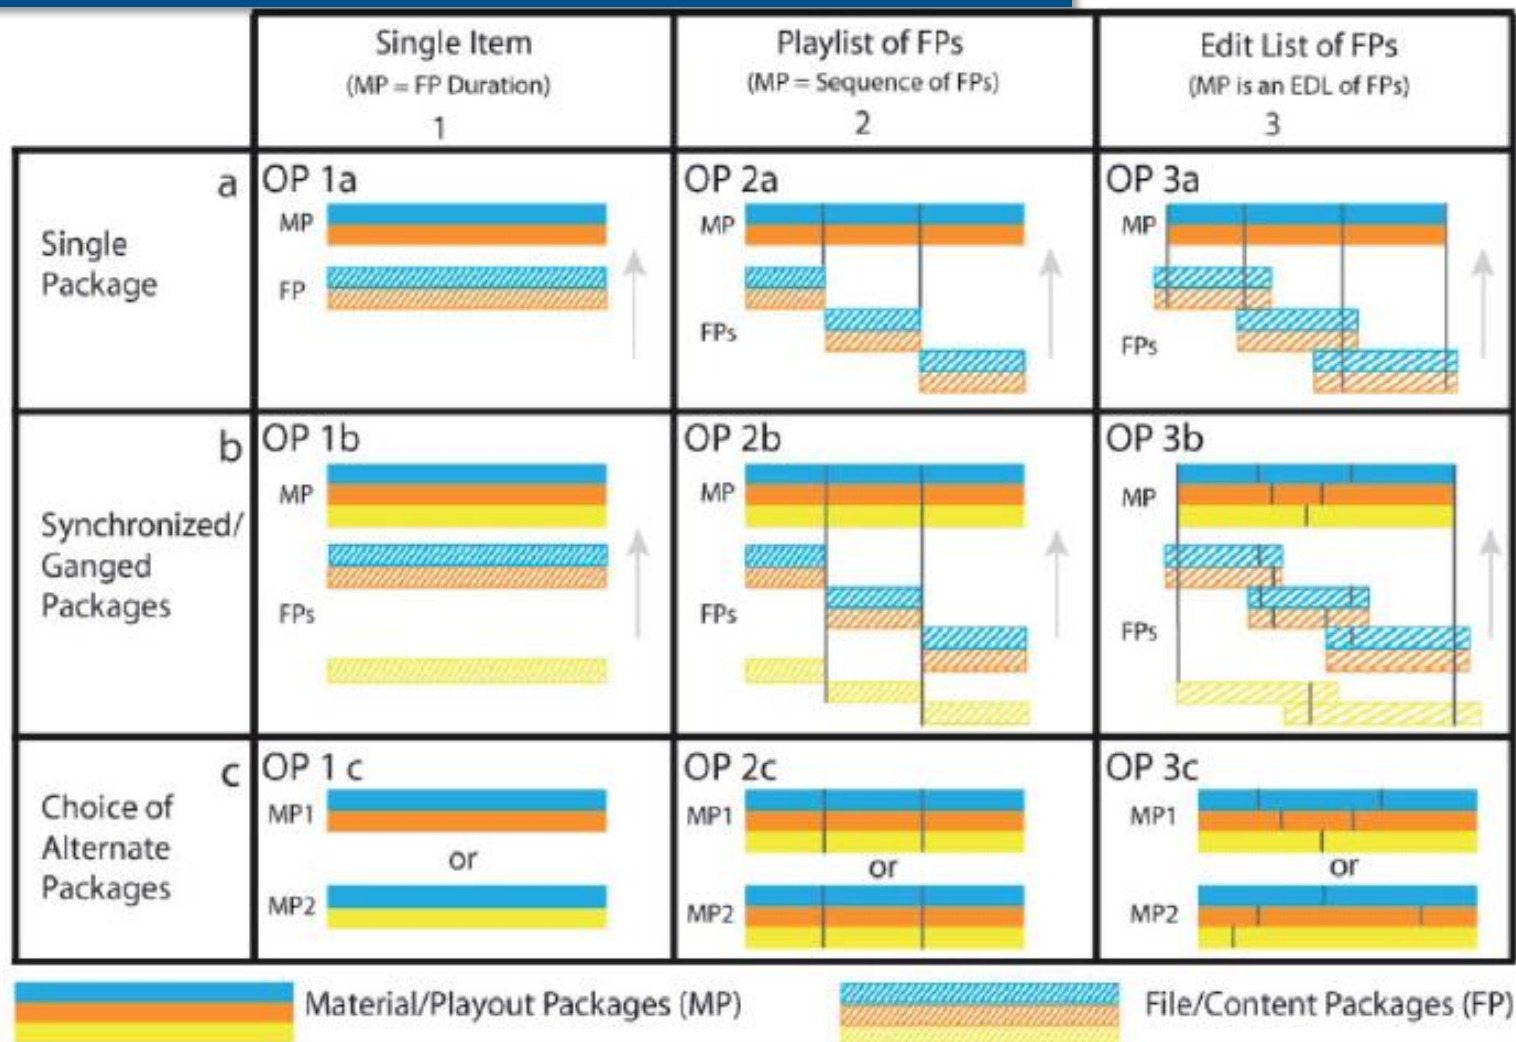 Single Item
(MP = FP Duration)
1
Playlist of FPs
(MP = Sequence of FPs)
2
Edit List of FPs
(MP is an EDL of FPs)
3
a
Single
Package
OP 1a
MP
FP
OP 2a
MP
FPs
OP 3a
MP
FPs
b
Synchronized/
Ganged
Packages
OP 1b
MP
FPs
OP 2b
MP
FPs
OP 3b
MP
FPs
c
Choice of
Alternate
Packages
OP 1 c
MP1
or
MP2
OP 2c
MP1
or
MP2
OP 3c
MP1
or
MP2
Material/Playout Packages (MP)
File/Content Packages (FP)